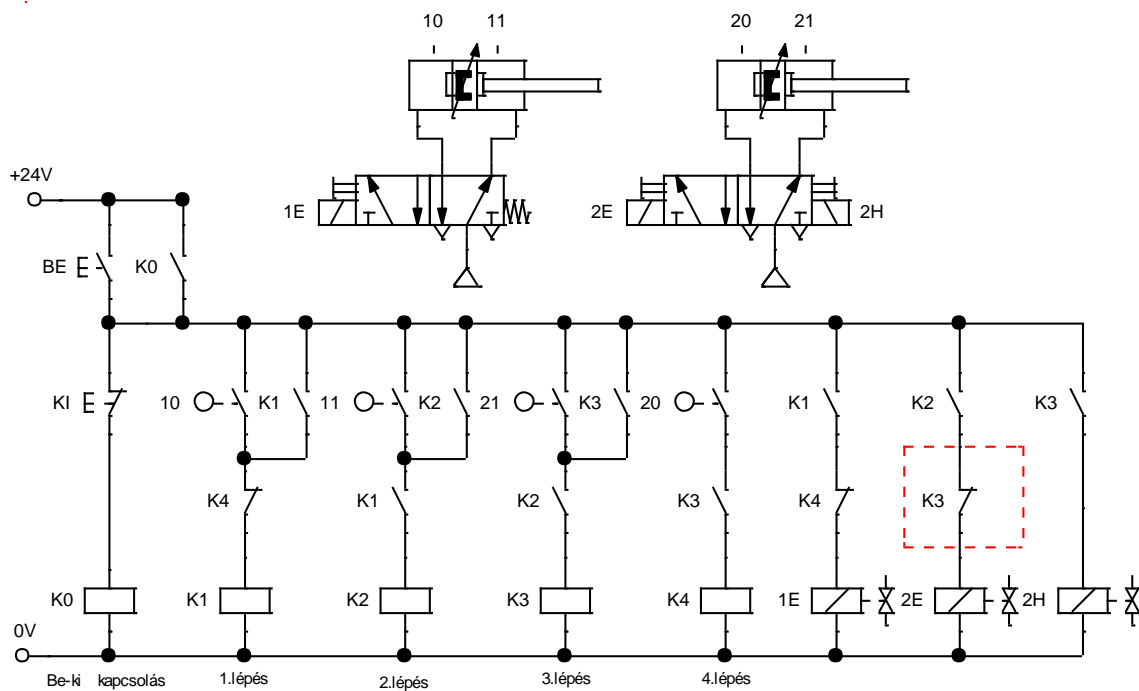 10 11 20 21
+24V
1E 2E 2H
BE K0
KI 10 K1 11 K2 21 K3 20 K1 K2 K3
K4 K1 K2 K3 K4 K3
K0 K1 K2 K3 K4 1E 2E 2H
0V
Be-ki kapcsolás 1.lépés 2.lépés 3.lépés 4.lépés